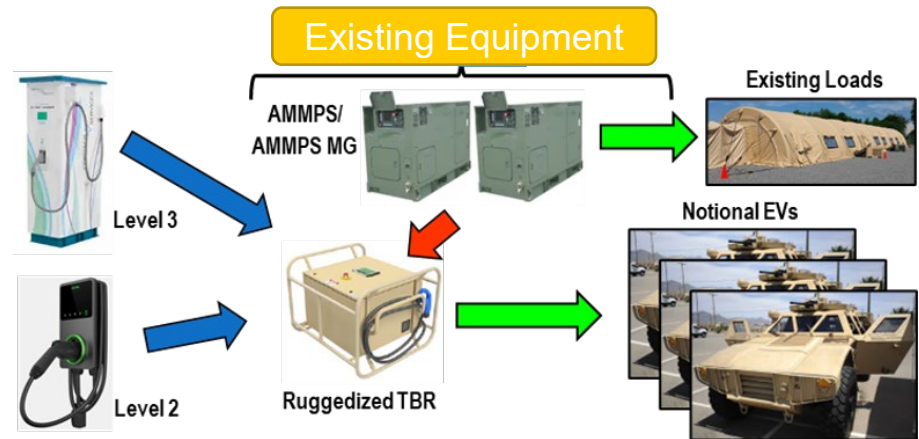 Existing Equipment
Existing Loads
AMMPS/
AMMPS MG
Level 3
Notional EVs
Level 2
Ruggedized TBR